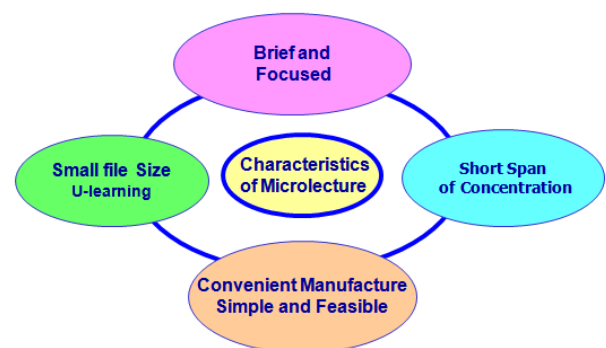 Brief and
Focused
Small file Size
U-learning
Characteristics
of Microlecture
Short Span
of Concentration
Convenient Manufacture
Simple and Feasible